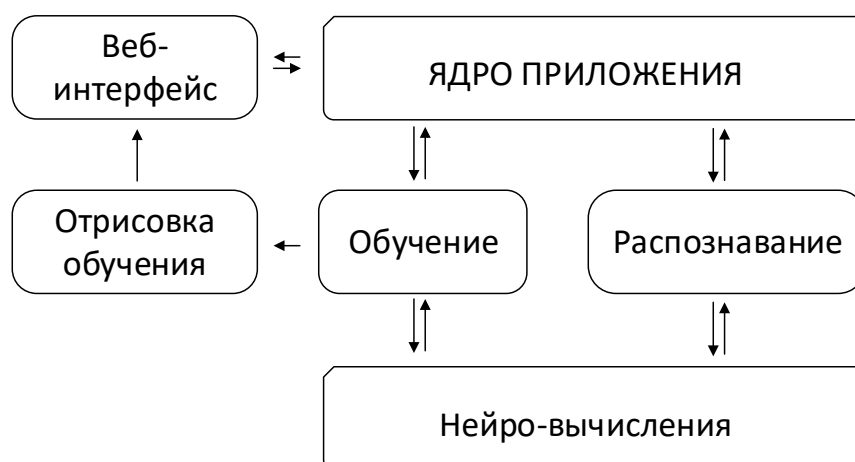 Веб-
интерфейс
ЯДРО ПРИЛОЖЕНИЯ
Отрисовка
обучения
Обучение
Распознавание
Нейро-вычисления